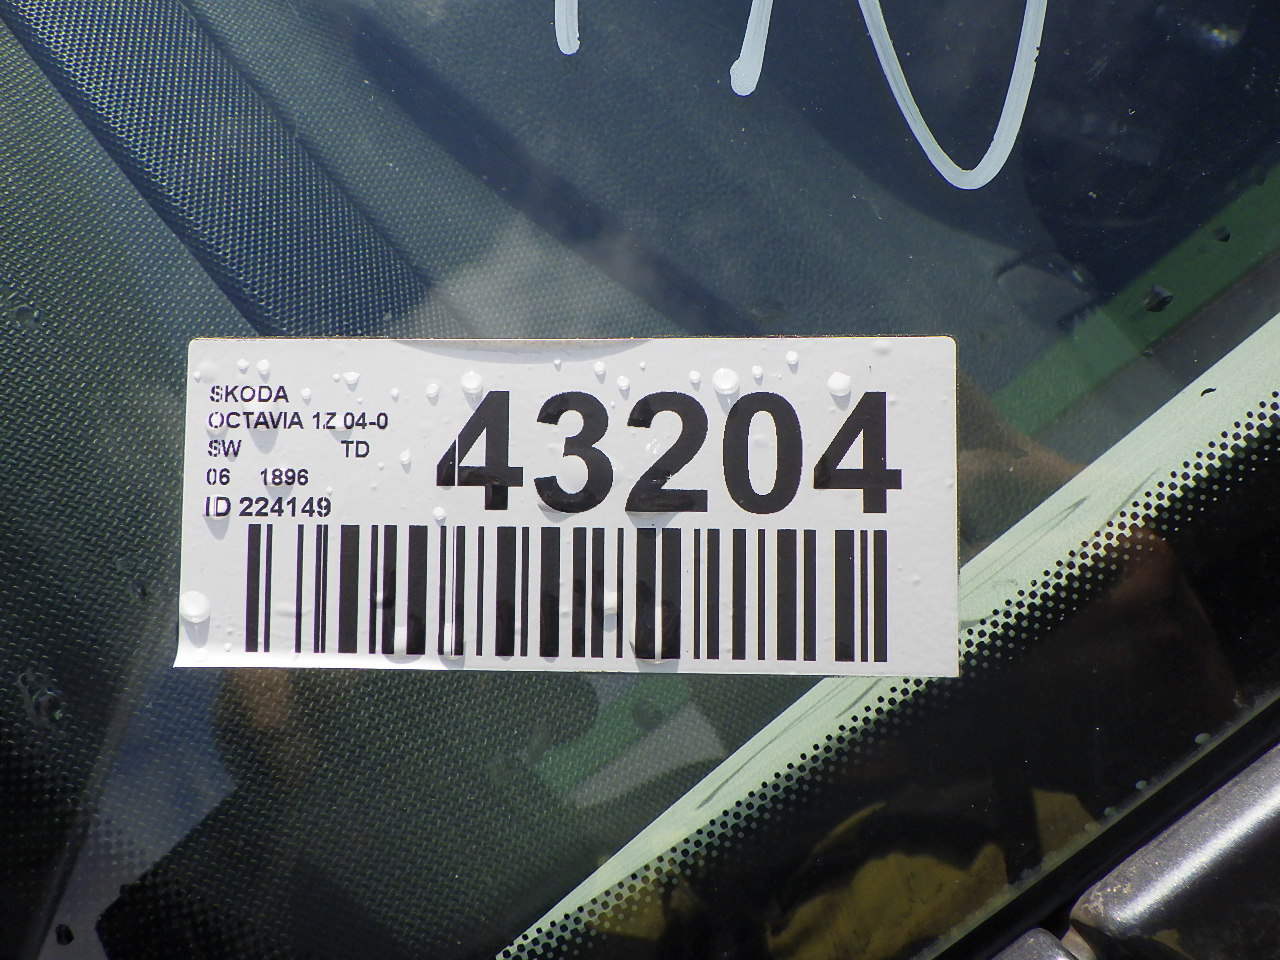 SKODA
OCTAVIA 1Z 04-0
SW TD
06 1896
ID 224149
43204